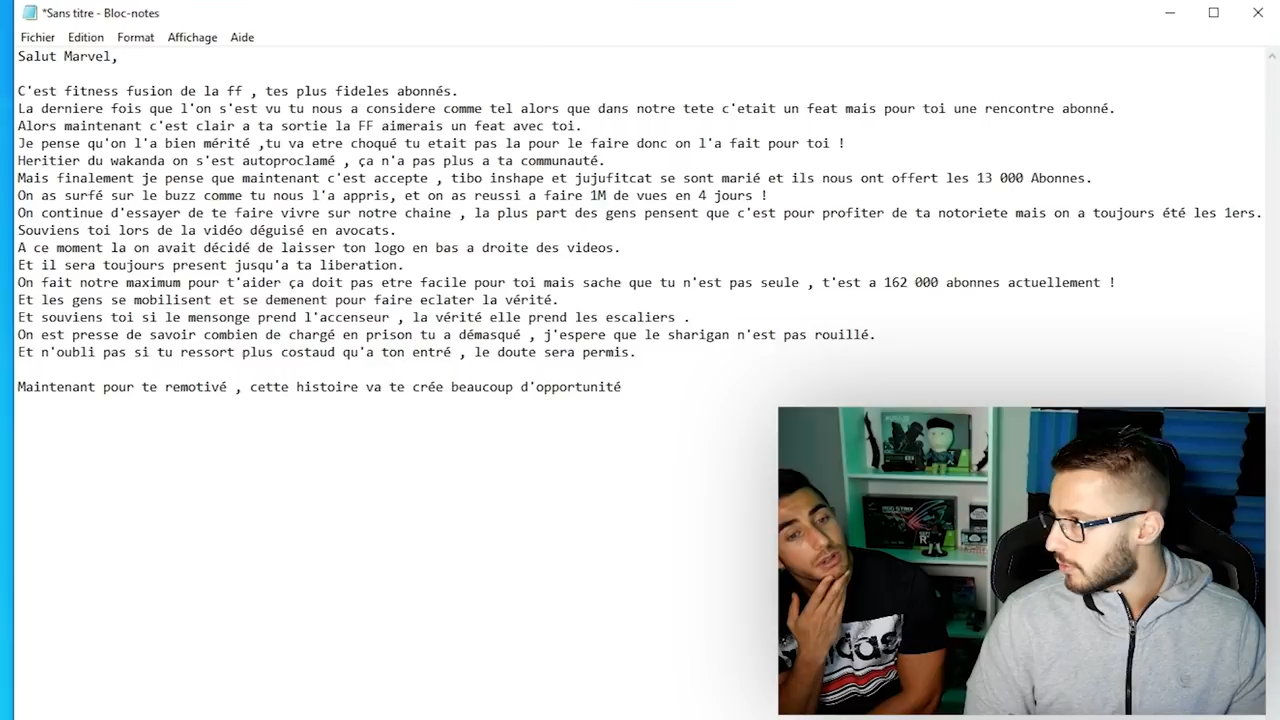 *Sans titre - Bloc-notes
Fichier Edition Format Affichage Aide
Salut Marvel,
C'est fitness fusion de la ff , tes plus fideles abonnés.
La derniere fois que l'on s'est vu tu nous a considere comme tel alors que dans notre tete c'etait un feat mais pour toi une rencontre abonné.
Alors maintenant c'est clair a ta sortie la FF aimerais un feat avec toi.
Je pense qu'on l'a bien mérité ,tu va etre choqué tu etait pas la pour le faire donc on l'a fait pour toi !
Heritier du wakanda on s'est autoproclamé , ça n'a pas plus a ta communauté.
Mais finalement je pense que maintenant c'est accepte , tibo inshape et jujufitcat se sont marié et ils nous ont offert les 13 000 Abonnes.
On as surfé sur le buzz comme tu nous l'a appris, et on as reussi a faire 1M de vues en 4 jours !
On continue d'essayer de te faire vivre sur notre chaine , la plus part des gens pensent que c'est pour profiter de ta notoriete mais on a toujours été les 1ers.
Souviens toi lors de la vidéo déguisé en avocats.
A ce moment la on avait décidé de laisser ton logo en bas a droite des videos.
Et il sera toujours present jusqu'a ta liberation.
On fait notre maximum pour t'aider ça doit pas etre facile pour toi mais sache que tu n'est pas seule , t'est a 162 000 abonnes actuellement !
Et les gens se mobilisent et se demenent pour faire eclater la vérité.
Et souviens toi si le mensonge prend l'accenseur , la vérité elle prend les escaliers .
On est presse de savoir combien de chargé en prison tu a démasqué , j'espere que le sharigan n'est pas rouillé.
Et n'oubli pas si tu ressort plus costaud qu'a ton entré , le doute sera permis.
Maintenant pour te remotivé , cette histoire va te crée beaucoup d'opportunité
adidas